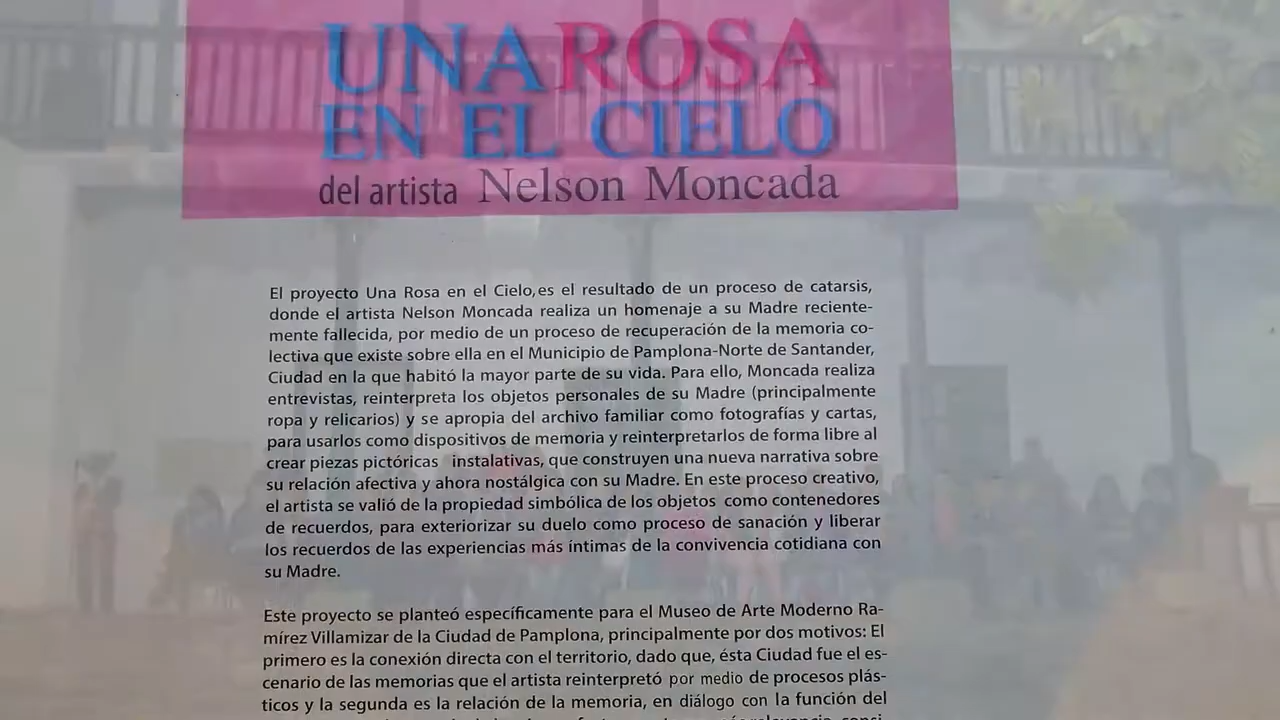 UNA ROSA
EN EL CIELO
del artista Nelson Moncada
El proyecto Una Rosa en el Cielo,es el resultado de un proceso de catarsis,
donde el artista Nelson Moncada realiza un homenaje a su Madre reciente-
mente fallecida, por medio de un proceso de recuperación de la memoria co-
lectiva que existe sobre ella en el Municipio de Pamplona-Norte de Santander,
Ciudad en la que habitó la mayor parte de su vida. Para ello, Moncada realiza
entrevistas, reinterpreta los objetos personales de su Madre (principalmente
ropa y relicarios) y se apropia del archivo familiar como fotografías y cartas,
para usarlos como dispositivos de memoria y reinterpretarlos de forma libre al
crear piezas pictóricas instalativas, que construyen una nueva narrativa sobre
su relación afectiva y ahora nostálgica con su Madre. En este proceso creativo,
el artista se valió de la propiedad simbólica de los objetos como contenedores
de recuerdos, para exteriorizar su duelo como proceso de sanación y liberar
los recuerdos de las experiencias más íntimas de la convivencia cotidiana con
su Madre.
Este proyecto se planteó específicamente para el Museo de Arte Moderno Ra-
mírez Villamizar de la Ciudad de Pamplona, principalmente por dos motivos: El
primero es la conexión directa con el territorio, dado que, ésta Ciudad fue el es-
cenario de las memorias que el artista reinterpretó por medio de procesos plás-
ticos y la segunda es la relación de la memoria, en diálogo con la función del